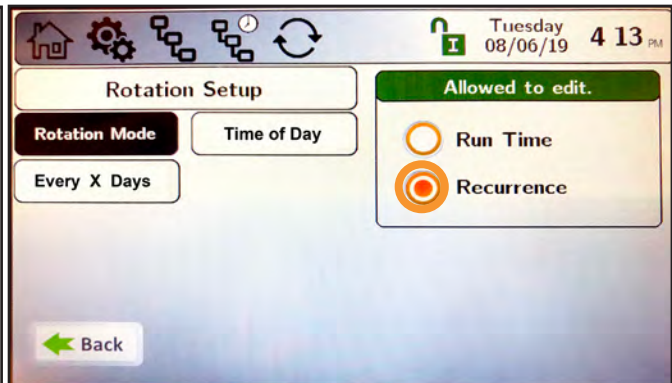 I
Tuesday
08/06/19
4 13 PM
Rotation Setup
Allowed to edit.
Rotation Mode
Time of Day
Run Time
Every X Days
Recurrence
Back